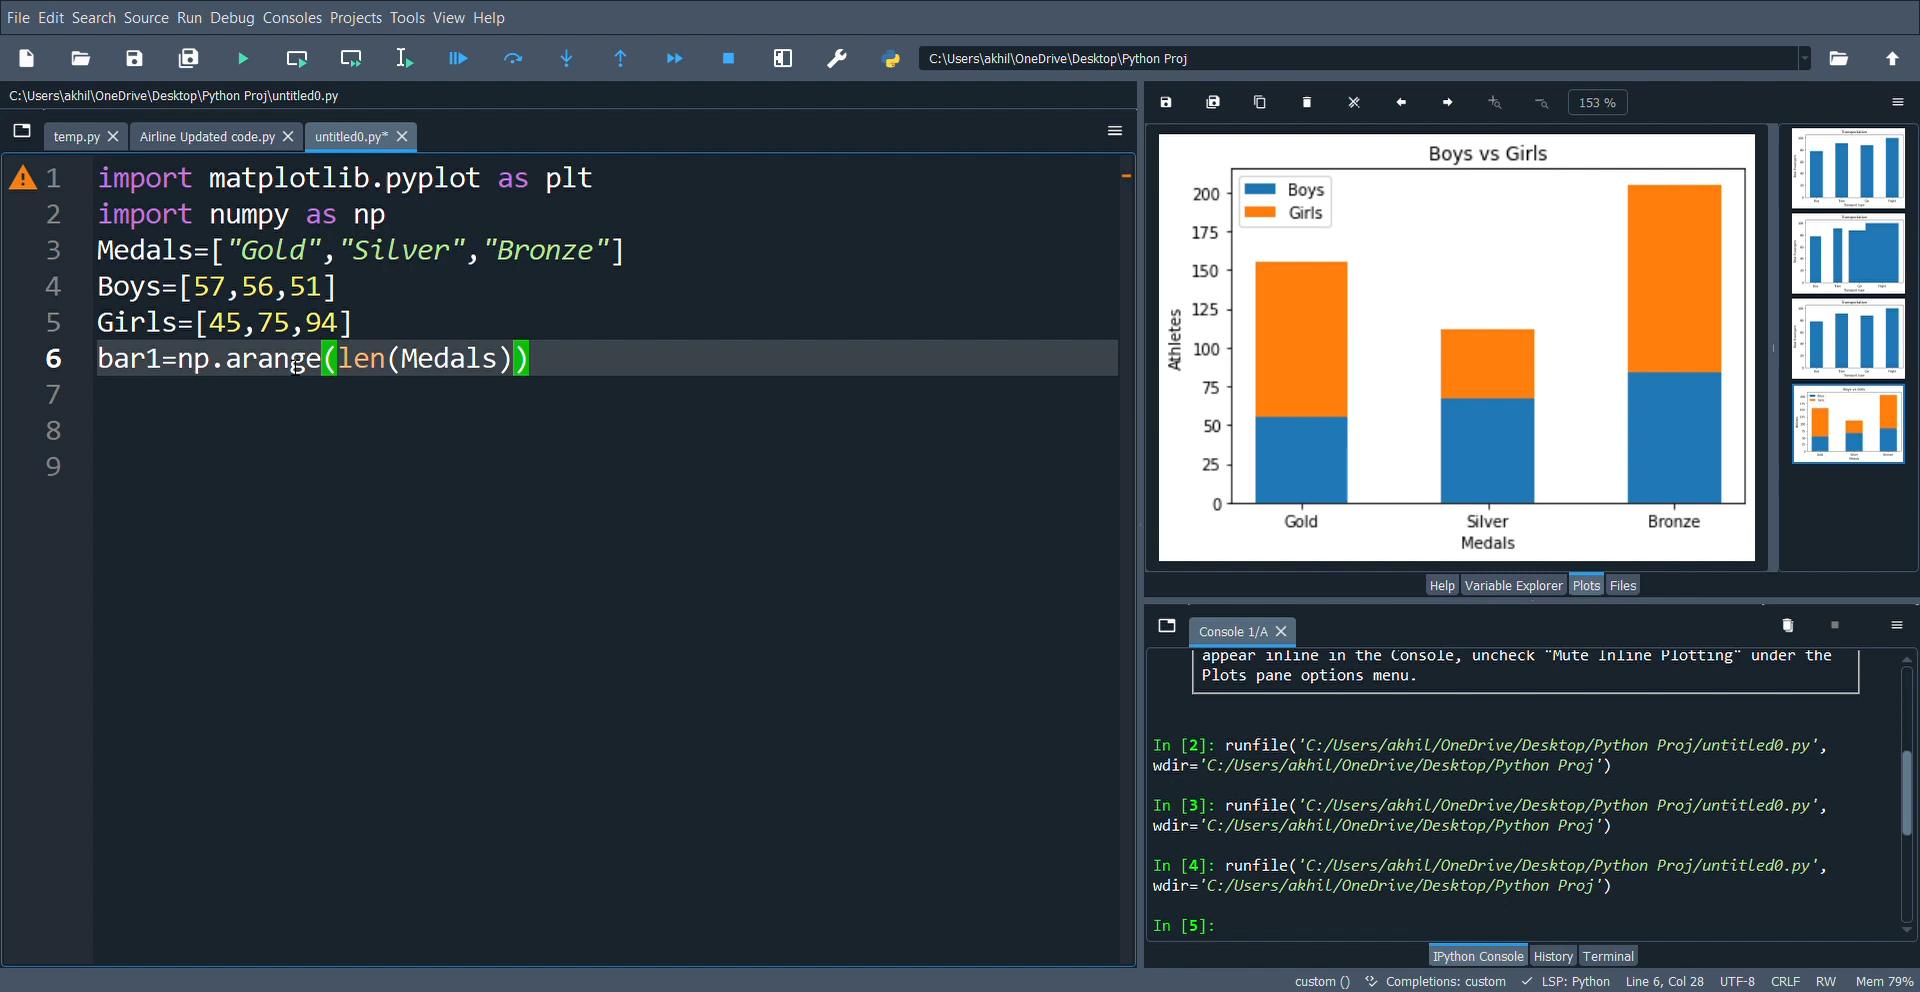 File Edit Search Source Run Debug Consoles Projects Tools View Help
C:\Users\akhil\OneDrive\Desktop\Python Proj
C:\Users\akhil\OneDrive\Desktop\Python Proj\untitled0.py
temp.py Airline Updated code.py untitled0.py*
1 import matplotlib.pyplot as plt
2 import numpy as np
3 Medals=["Gold","Silver","Bronze"]
4 Boys=[57,56,51]
5 Girls=[45,75,94]
6 bar1=np.arange(len(Medals))
7
8
9
153 %
Boys vs Girls
Boys
Girls
200
175
150
125
100
75
50
25
0
Athletes
Gold Silver Bronze
Medals
Help Variable Explorer Plots Files
Console 1/A
appear inline in the Console, uncheck "Mute Inline Plotting" under the
Plots pane options menu.
In [2]: runfile('C:/Users/akhil/OneDrive/Desktop/Python Proj/untitled0.py',
wdir='C:/Users/akhil/OneDrive/Desktop/Python Proj')
In [3]: runfile('C:/Users/akhil/OneDrive/Desktop/Python Proj/untitled0.py',
wdir='C:/Users/akhil/OneDrive/Desktop/Python Proj')
In [4]: runfile('C:/Users/akhil/OneDrive/Desktop/Python Proj/untitled0.py',
wdir='C:/Users/akhil/OneDrive/Desktop/Python Proj')
In [5]:
IPython Console History Terminal
custom () Completions: custom LSP: Python Line 6, Col 28 UTF-8 CRLF RW Mem 79%